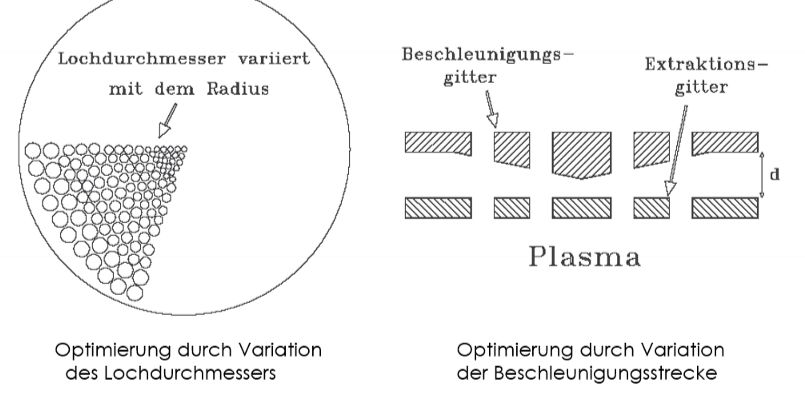 Lochdurchmesser variiert
mit dem Radius
Beschleunigungs-
gitter
Extraktions-
gitter
d
Plasma
Optimierung durch Variation
des Lochdurchmessers
Optimierung durch Variation
der Beschleunigungsstrecke